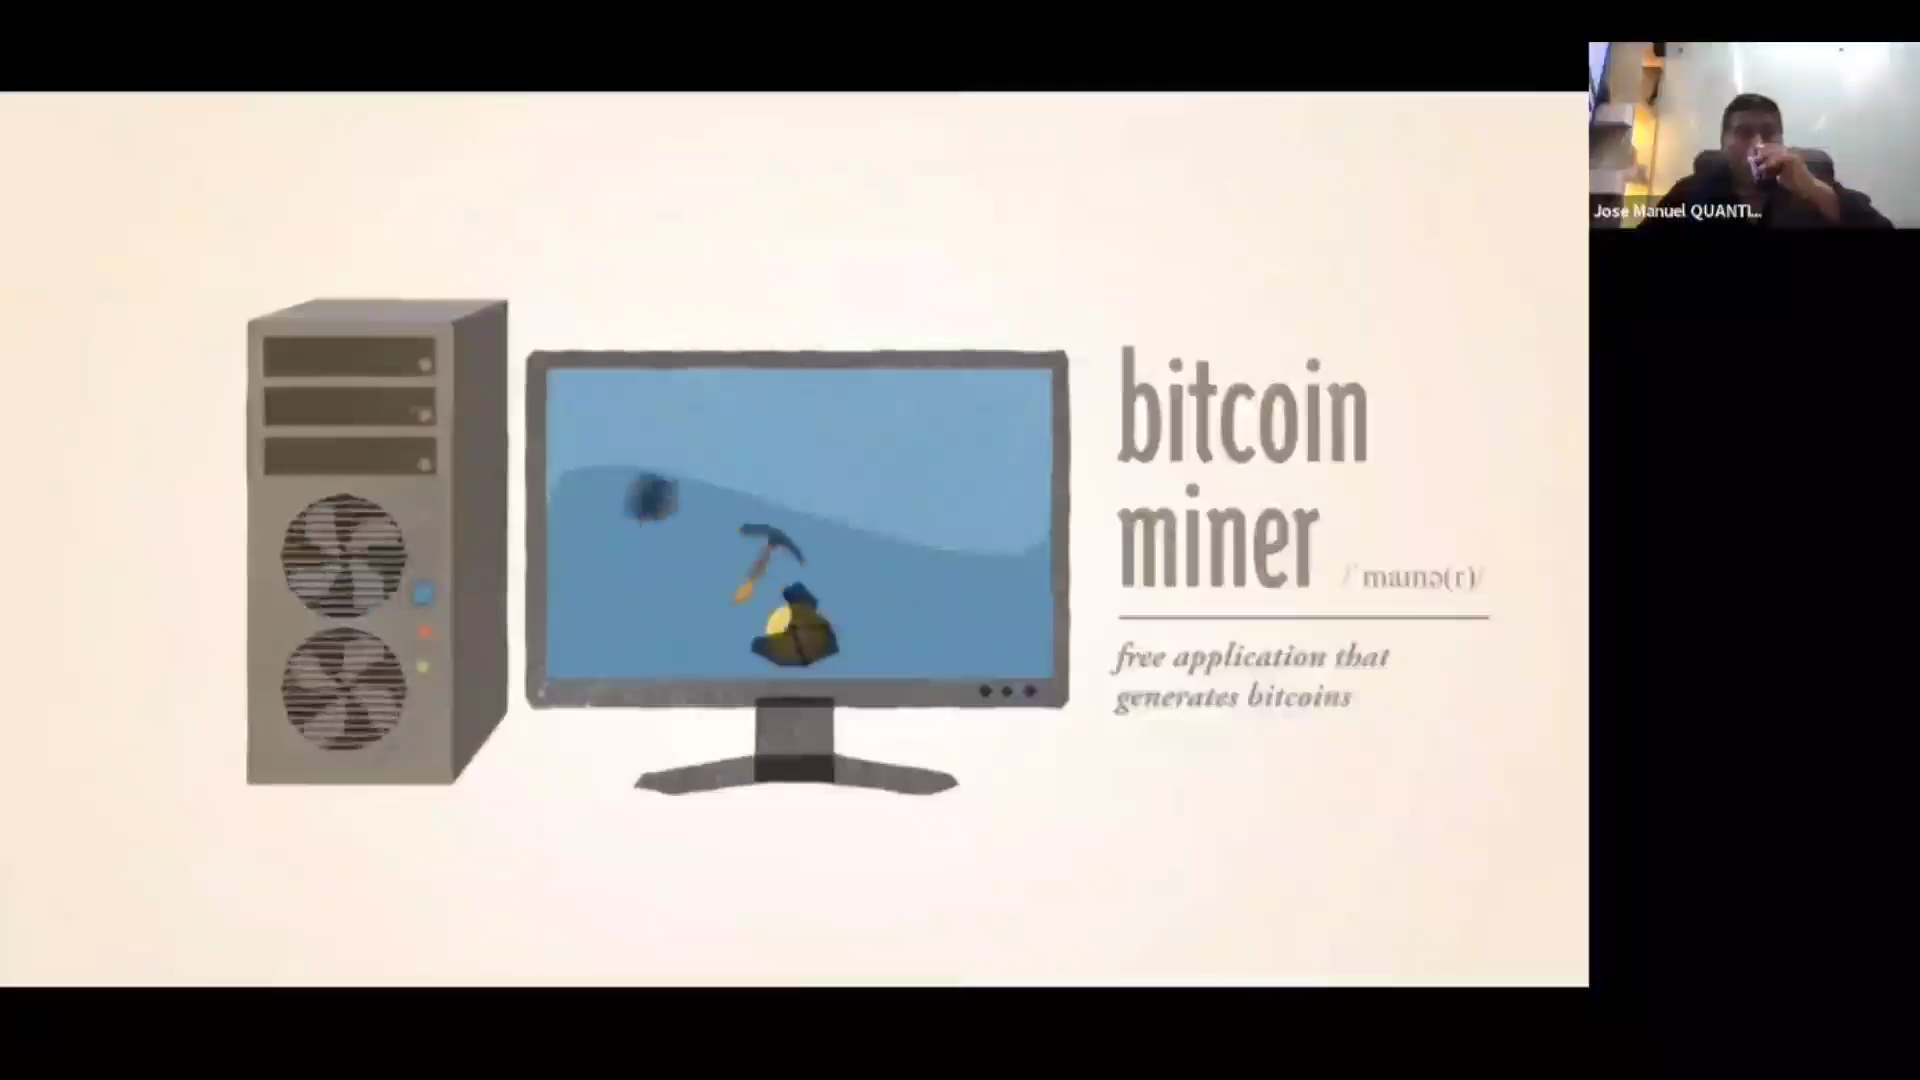 Jose Manuel QUANTI...
bitcoin
miner /ˈmaɪnə(r)/
free application that
generates bitcoins